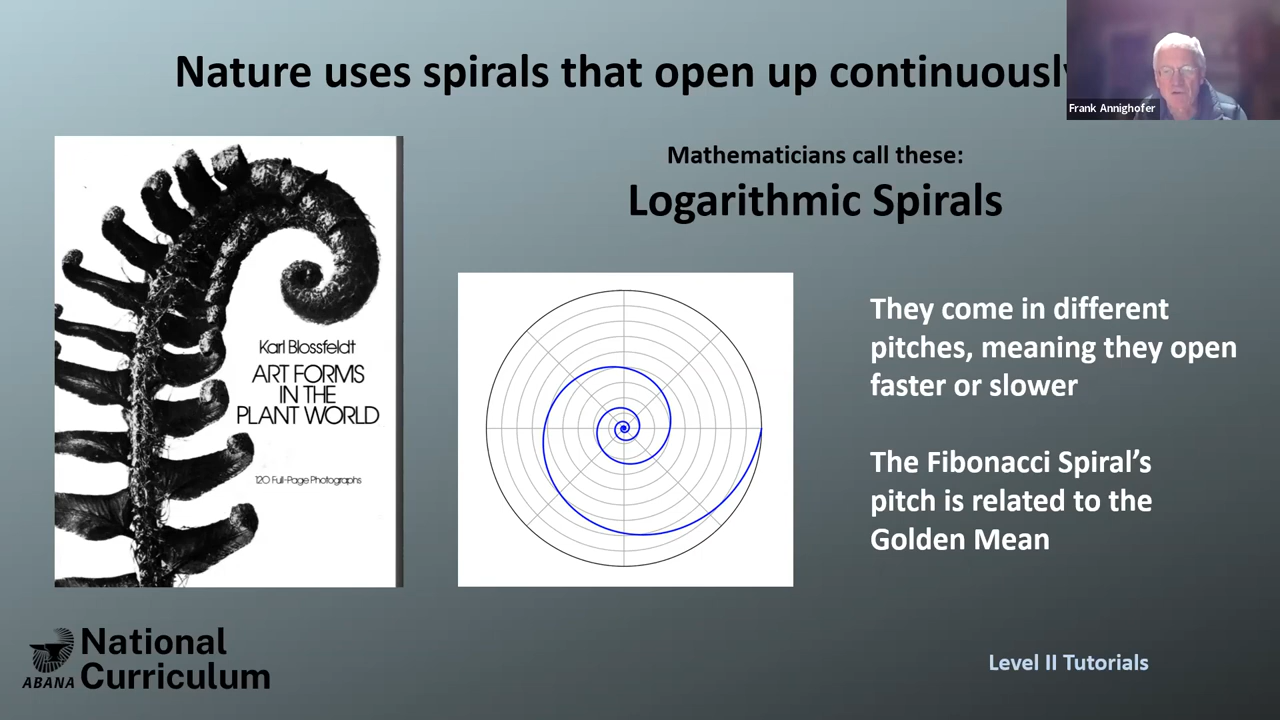 Nature uses spirals that open up continuously
Frank Annighofer
Mathematicians call these:
Logarithmic Spirals
Karl Blossfeldt
ART FORMS
IN THE
PLANT WORLD
120 Full-Page Photographs
They come in different
pitches, meaning they open
faster or slower
The Fibonacci Spiral’s
pitch is related to the
Golden Mean
National
ABANA Curriculum
Level II Tutorials